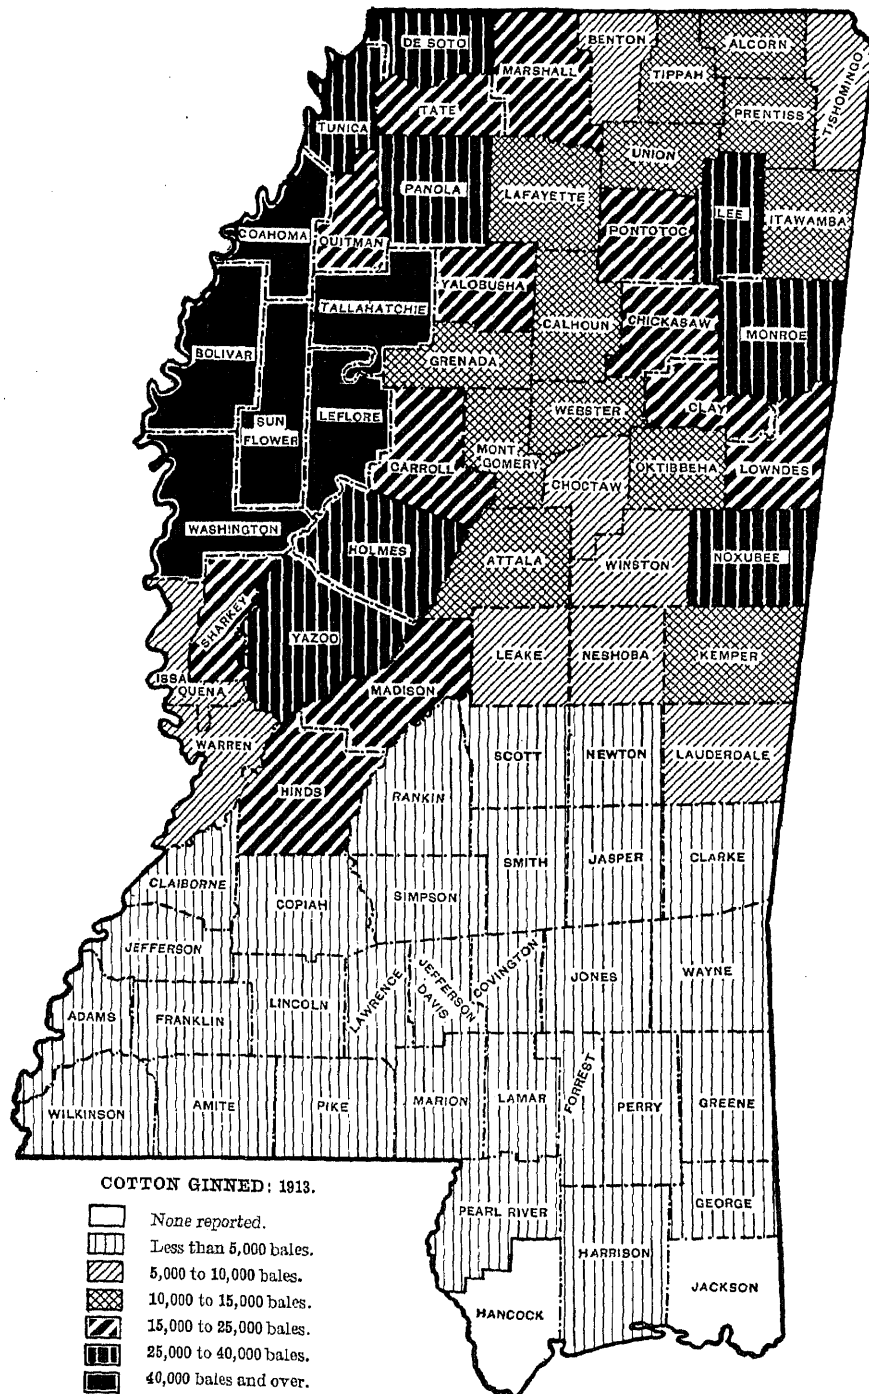 DE SOTO
BENTON
ALCORN
MARSHALL
TIPPAH
TISHOMINGO
TATE
PRENTISS
TUNICA
UNION
PANOLA
LAFAYETTE
LEE
ITAWAMBA
COAHOMA
QUITMAN
PONTOTOC
YALOBUSHA
TALLAHATCHIE
CALHOUN
CHICKASAW
MONROE
BOLIVAR
GRENADA
SUN
FLOWER
LEFLORE
WEBSTER
CLAY
MONT
GOMERY
CARROLL
CHOCTAW
OKTIBBEHA
LOWNDES
WASHINGTON
HOLMES
ATTALA
WINSTON
NOXUBEE
SHARKEY
YAZOO
LEAKE
NESHOBA
KEMPER
ISSA
QUENA
MADISON
WARREN
SCOTT
NEWTON
LAUDERDALE
HINDS
RANKIN
SMITH
JASPER
CLARKE
CLAIBORNE
COPIAH
SIMPSON
JEFFERSON
LAWRENCE
JEFFERSON
DAVIS
COVINGTON
JONES
WAYNE
ADAMS
FRANKLIN
LINCOLN
WILKINSON
AMITE
PIKE
MARION
LAMAR
FORREST
PERRY
GREENE
PEARL RIVER
GEORGE
HARRISON
HANCOCK
JACKSON
COTTON GINNED: 1913.
None reported.
Less than 5,000 bales.
5,000 to 10,000 bales.
10,000 to 15,000 bales.
15,000 to 25,000 bales.
25,000 to 40,000 bales.
40,000 bales and over.